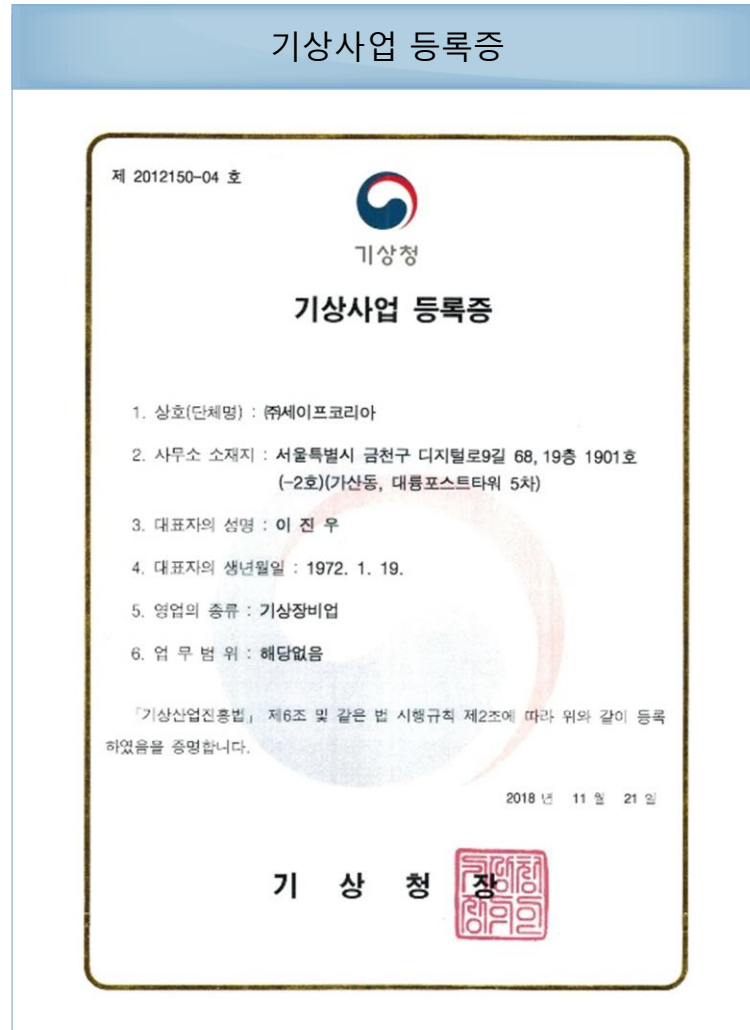 기상사업 등록증
제 2012150-04 호
기상청
기상사업 등록증
1. 상호(단체명) : ㈜세이프코리아
2. 사무소 소재지 : 서울특별시 금천구 디지털로9길 68, 19층 1901호
(-2호)(가산동, 대륭포스트타워 5차)
3. 대표자의 성명 : 이 진 우
4. 대표자의 생년월일 : 1972. 1. 19.
5. 영업의 종류 : 기상장비업
6. 업 무 범 위 : 해당없음
「기상산업진흥법」 제6조 및 같은 법 시행규칙 제2조에 따라 위와 같이 등록
하였음을 증명합니다.
2018 년 11 월 21 일
기 상 청 장